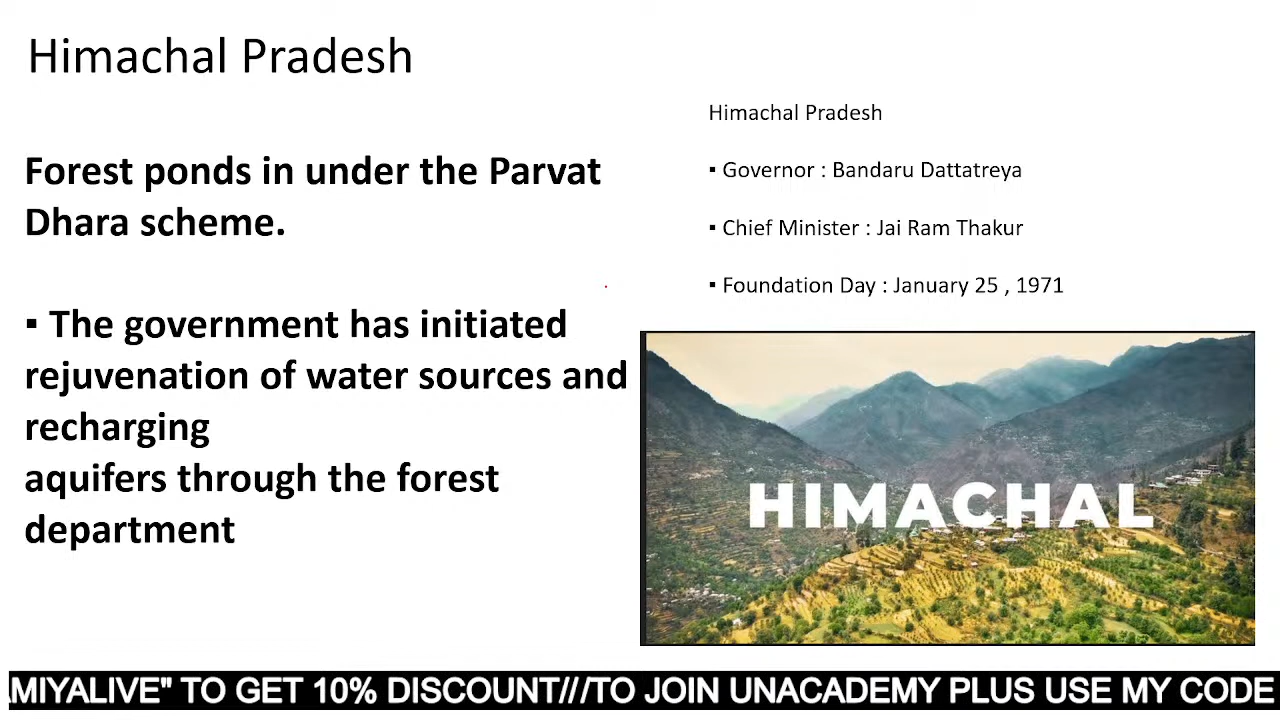 Himachal Pradesh
Forest ponds in under the Parvat
Dhara scheme.
▪ The government has initiated
rejuvenation of water sources and
recharging
aquifers through the forest
department
Himachal Pradesh
▪ Governor : Bandaru Dattatreya
▪ Chief Minister : Jai Ram Thakur
▪ Foundation Day : January 25 , 1971
HIMACHAL
MIYALIVE" TO GET 10% DISCOUNT///TO JOIN UNACADEMY PLUS USE MY CODE